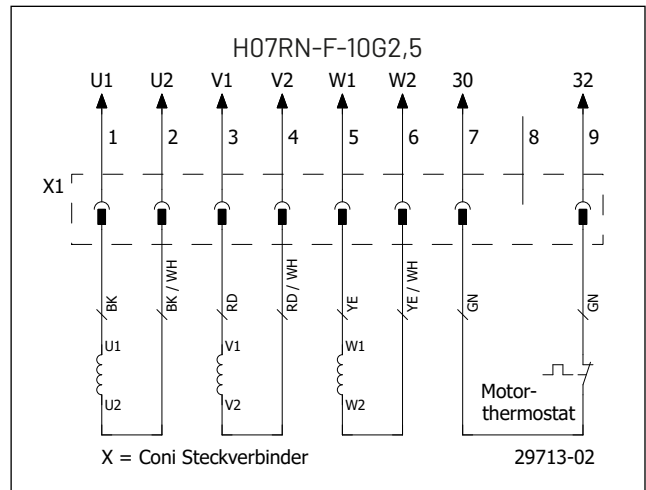 H07RN-F-10G2,5
U1 U2 V1 V2 W1 W2 30 32
1 2 3 4 5 6 7 8 9
X1
BK BK / WH RD RD / WH YE YE / WH GN GN
U1 V1 W1
U2 V2 W2
Motor-
thermostat
X = Coni Steckverbinder 29713-02